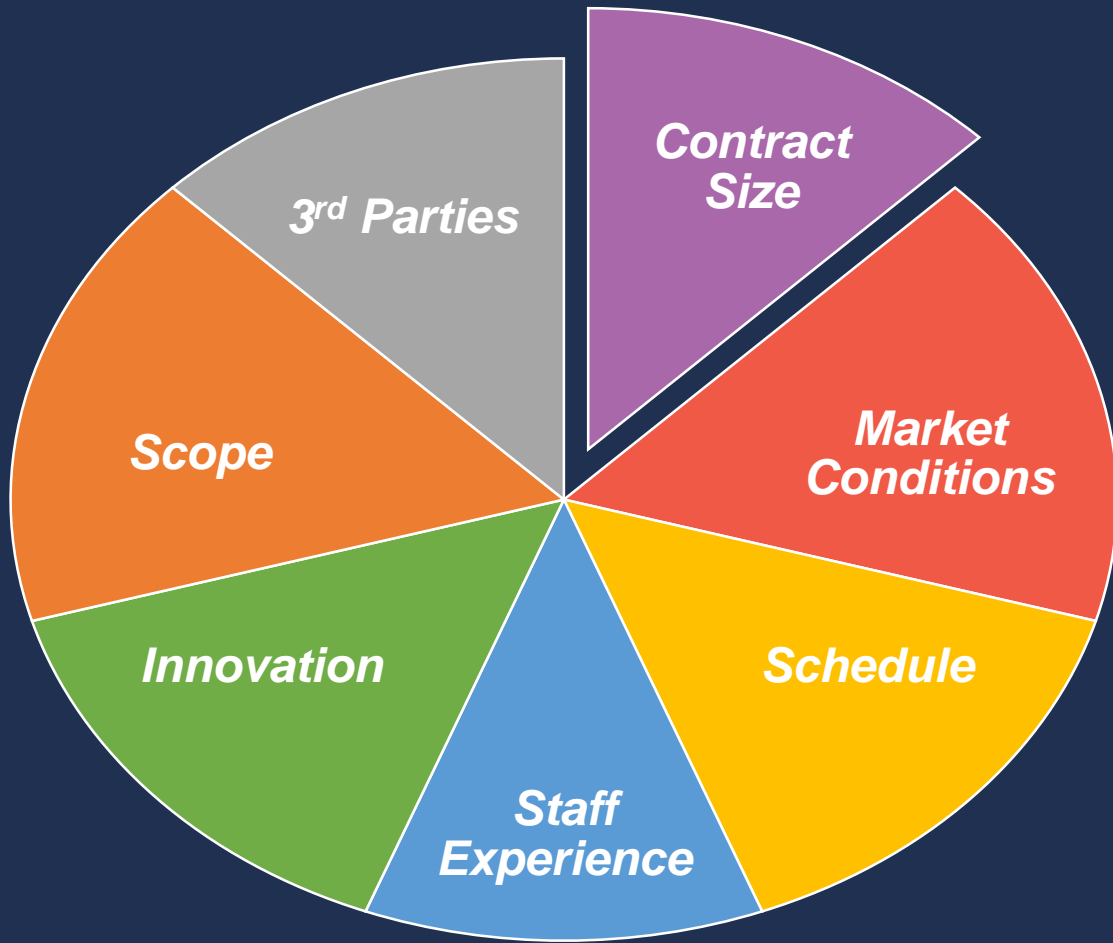 Contract
Size
3rd Parties
Market
Conditions
Scope
Innovation
Schedule
Staff
Experience